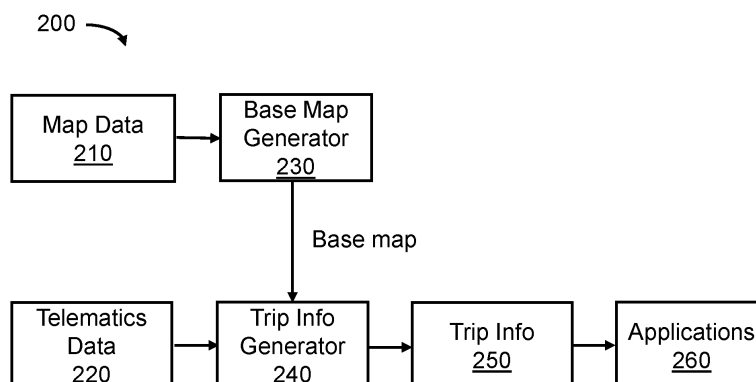 200
Map Data
210
Base Map
Generator
230
Base map
Telematics
Data
220
Trip Info
Generator
240
Trip Info
250
Applications
260